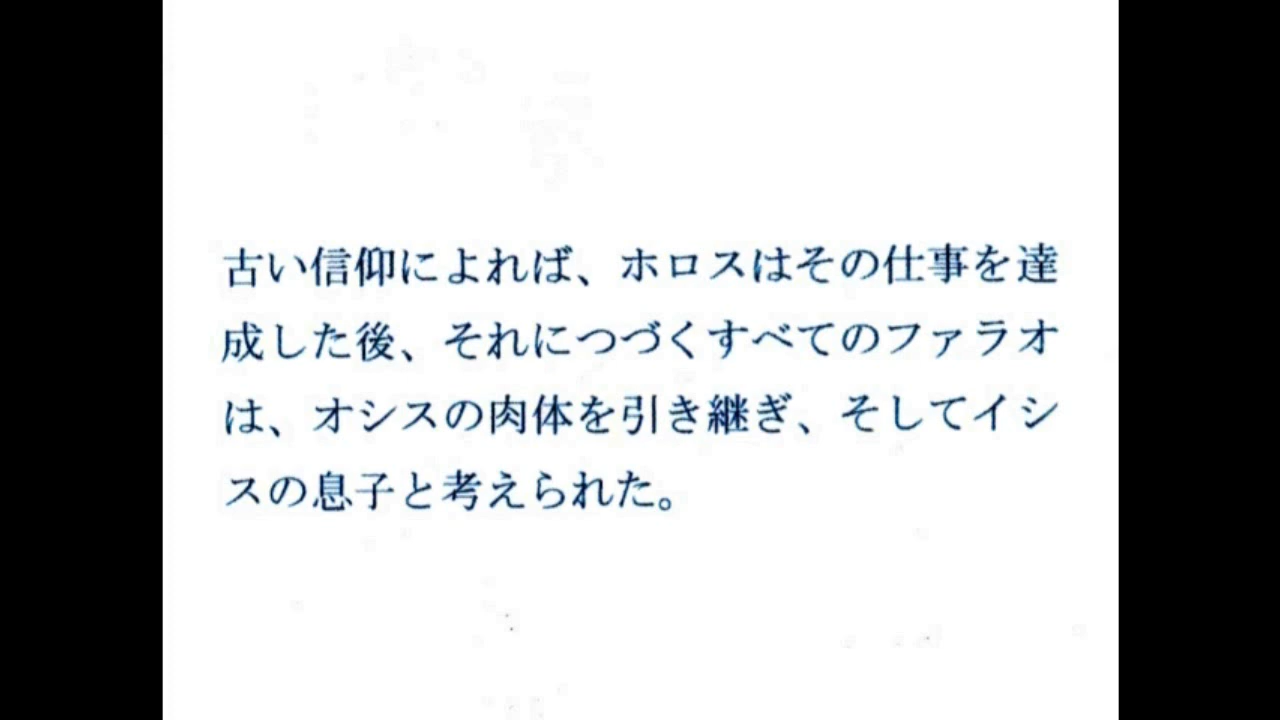 古い信仰によれば、ホロスはその仕事を達
成した後、それにつづくすべてのファラオ
は、オシスの肉体を引き継ぎ、そしてイシ
スの息子と考えられた。